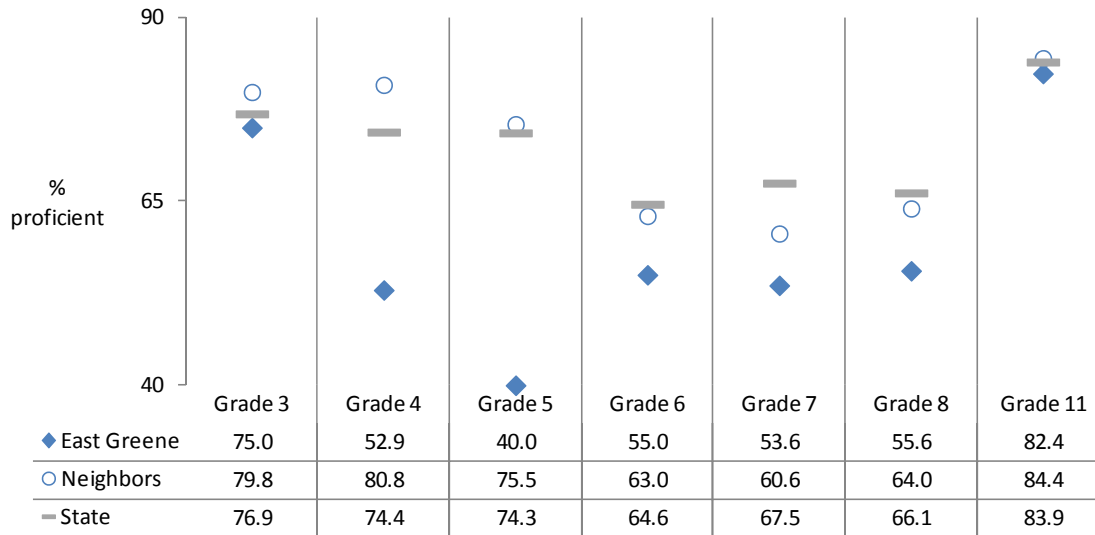 90
%
proficient
65
40
Grade 3 Grade 4 Grade 5 Grade 6 Grade 7 Grade 8 Grade 11
East Greene 75.0 52.9 40.0 55.0 53.6 55.6 82.4
Neighbors 79.8 80.8 75.5 63.0 60.6 64.0 84.4
State 76.9 74.4 74.3 64.6 67.5 66.1 83.9